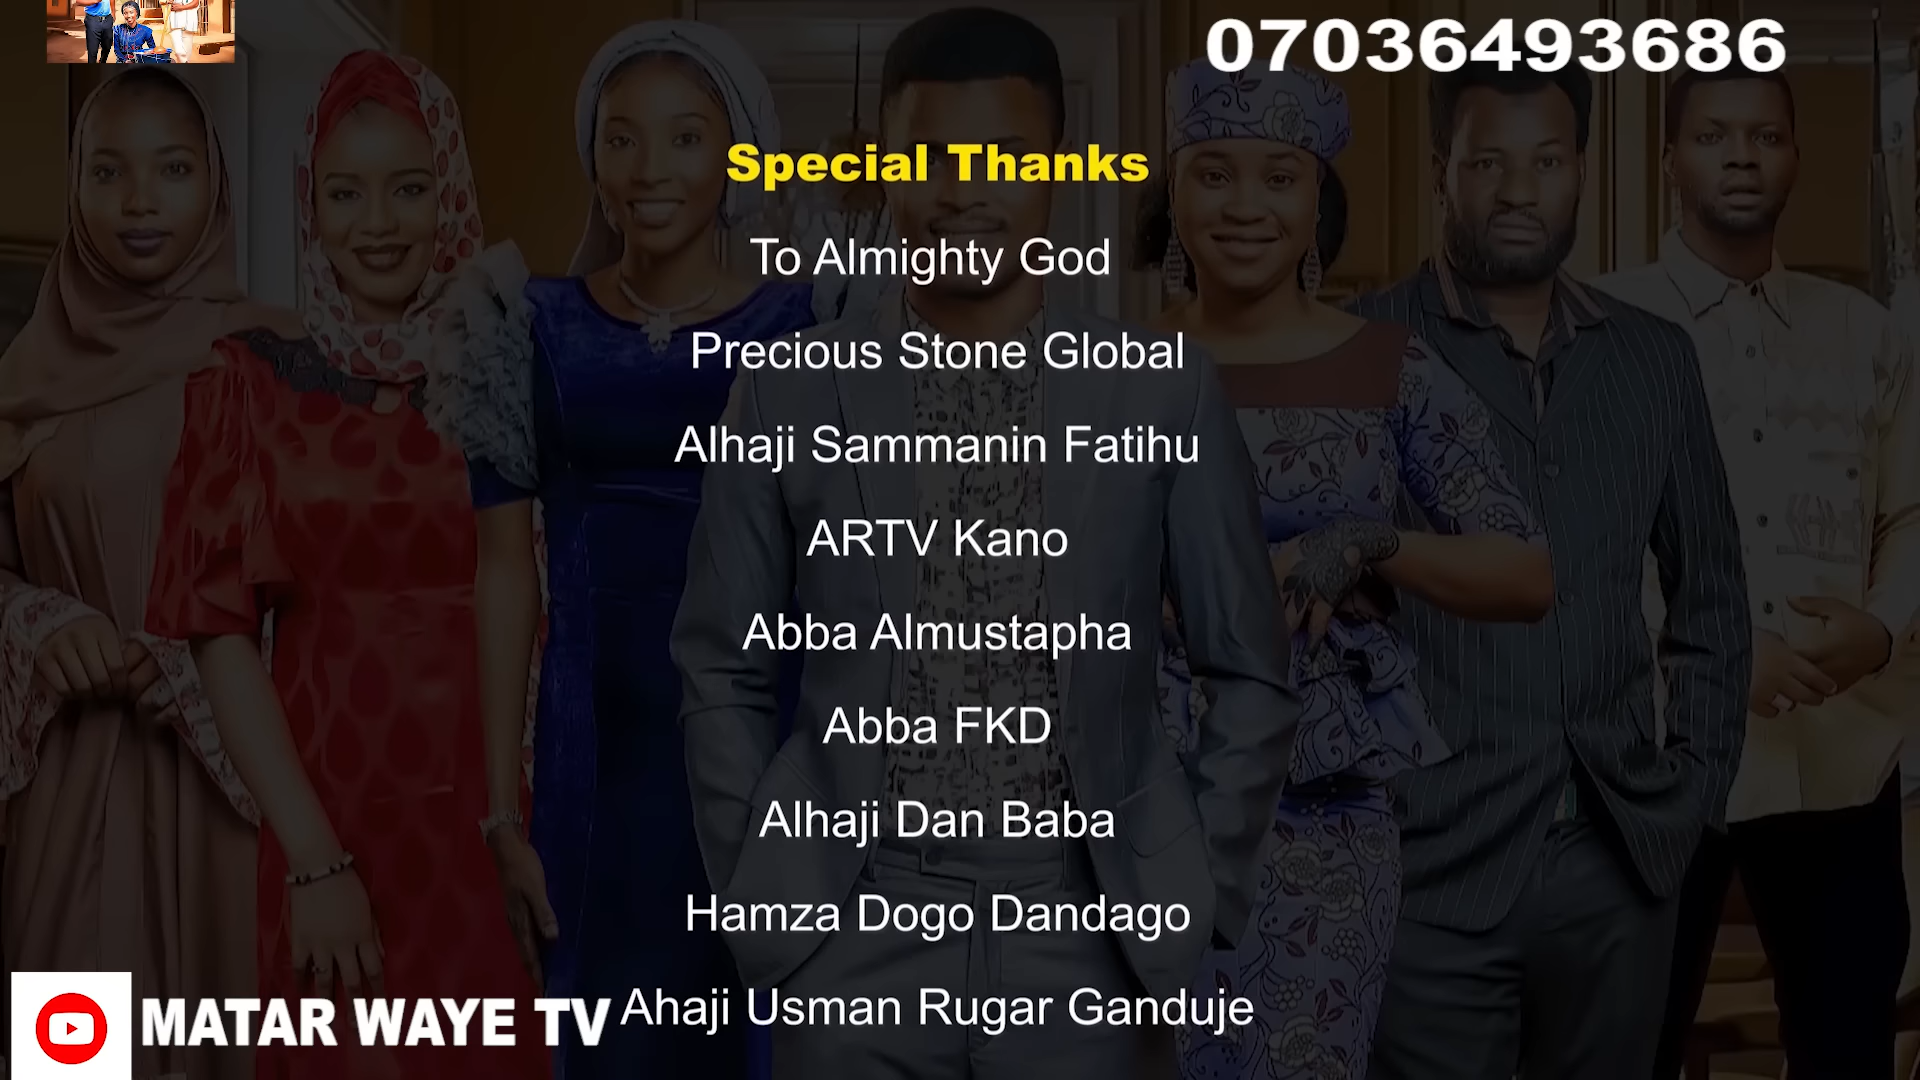 07036493686
Special Thanks
To Almighty God
Precious Stone Global
Alhaji Sammanin Fatihu
ARTV Kano
Abba Almustapha
Abba FKD
Alhaji Dan Baba
Hamza Dogo Dandago
Ahaji Usman Rugar Ganduje
MATAR WAYE TV